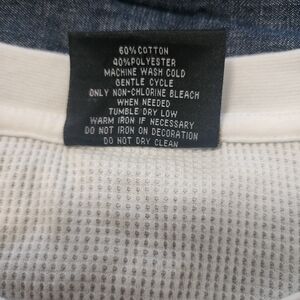 60% COTTON
40% POLYESTER
MACHINE WASH COLD
GENTLE CYCLE
ONLY NON-CHLORINE BLEACH
WHEN NEEDED
TUMBLE DRY LOW
WARM IRON IF NECESSARY
DO NOT IRON ON DECORATION
DO NOT DRY CLEAN